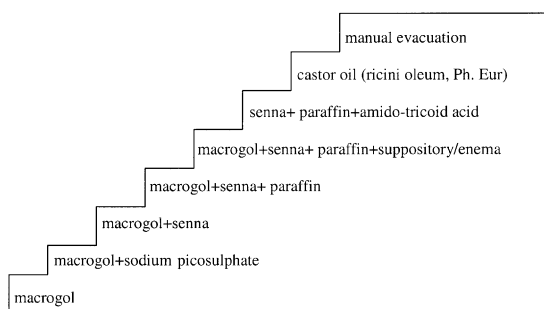 manual evacuation
castor oil (ricini oleum, Ph. Eur)
senna+ paraffin+amido-tricoid acid
macrogol+senna+ paraffin+suppository/enema
macrogol+senna+ paraffin
macrogol+senna
macrogol+sodium picosulphate
macrogol